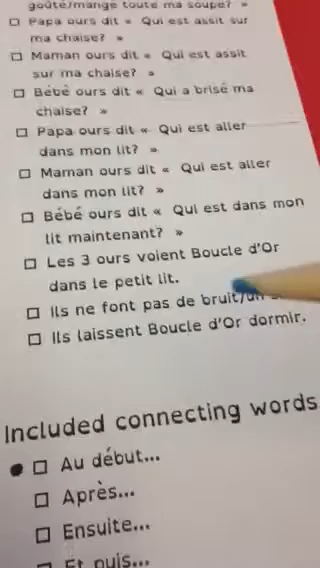 goûté/mangé toute ma soupe? »
Papa ours dit « Qui est assit sur
ma chaise? »
Maman ours dit « Qui est assit
sur ma chaise? »
Bébé ours dit « Qui a brisé ma
chaise? »
Papa ours dit « Qui est aller
dans mon lit? »
Maman ours dit « Qui est aller
dans mon lit? »
Bébé ours dit « Qui est dans mon
lit maintenant? »
Les 3 ours voient Boucle d'Or
dans le petit lit.
Ils ne font pas de bruit/un
Ils laissent Boucle d'Or dormir.
Included connecting words
Au début...
Après...
Ensuite...
Et puis...